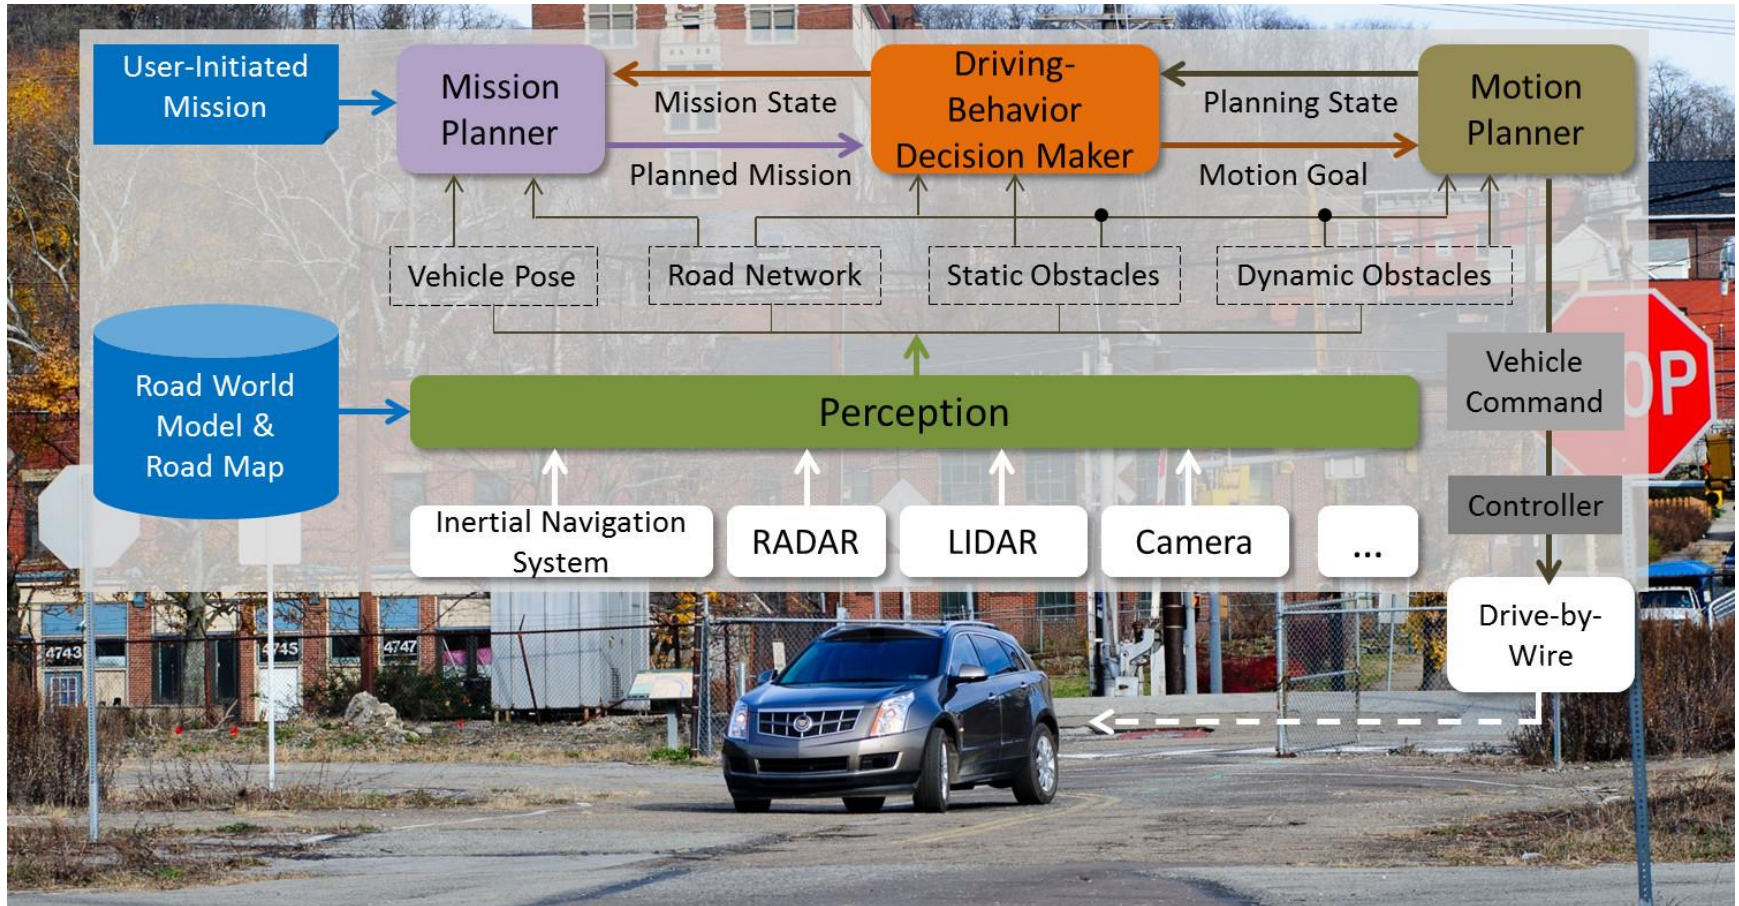 User-Initiated
Mission
Mission
Planner
Mission State
Planned Mission
Driving-
Behavior
Decision Maker
Planning State
Motion Goal
Motion
Planner
Vehicle Pose
Road Network
Static Obstacles
Dynamic Obstacles
Road World
Model &
Road Map
Perception
Vehicle
Command
OP
Inertial Navigation
System
RADAR
LIDAR
Camera
...
Controller
Drive-by-
Wire
4743
4745
4747